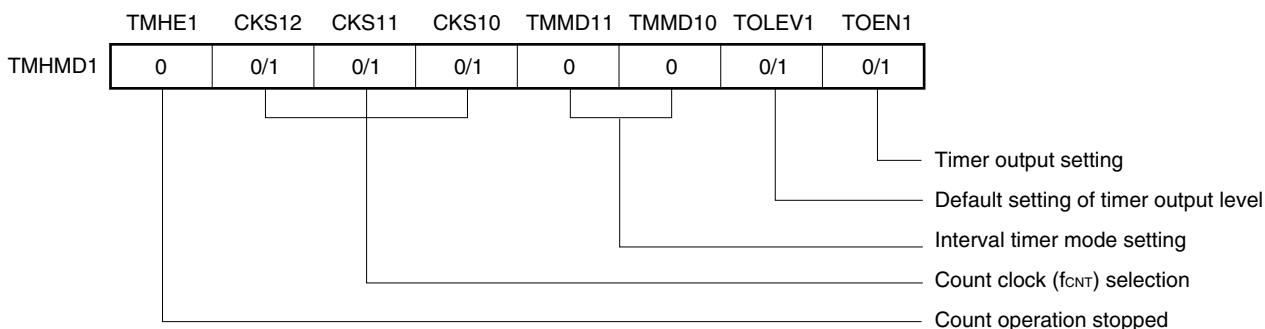 TMHE1 CKS12 CKS11 CKS10 TMMD11 TMMD10 TOLEV1 TOEN1
TMHMD1 0 0/1 0/1 0/1 0 0 0/1 0/1
Timer output setting
Default setting of timer output level
Interval timer mode setting
Count clock (fCNT) selection
Count operation stopped